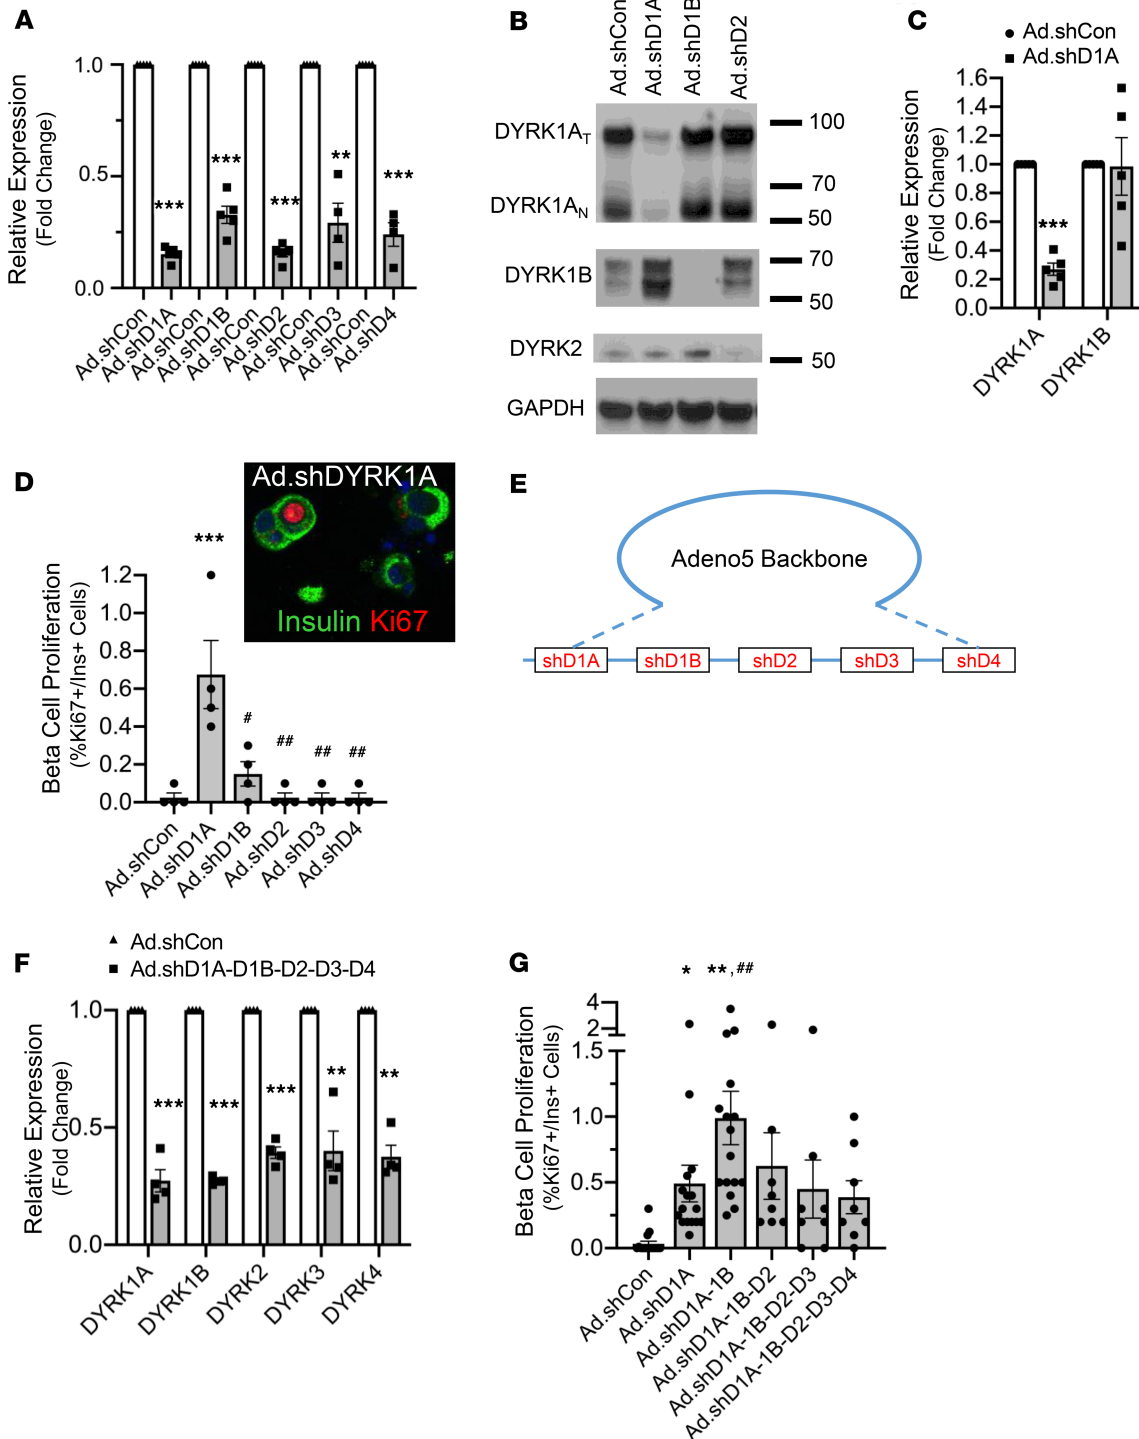 A
Relative Expression
(Fold Change)
1.0
0.5
0.0
***
***
***
**
***
Ad.shCon
Ad.shD1A
Ad.shCon
Ad.shD1B
Ad.shCon
Ad.shD2
Ad.shCon
Ad.shD3
Ad.shCon
Ad.shD4
B
Ad.shCon
Ad.shD1A
Ad.shD1B
Ad.shD2
DYRK1AT
DYRK1AN
DYRK1B
DYRK2
GAPDH
100
70
50
70
50
50
C
Ad.shCon
Ad.shD1A
Relative Expression
(Fold Change)
1.6
1.4
1.2
1.0
0.8
0.6
0.4
0.2
0.0
***
DYRK1A
DYRK1B
D
Ad.shDYRK1A
Insulin Ki67
Beta Cell Proliferation
(%Ki67+/Ins+ Cells)
1.2
1.0
0.8
0.6
0.4
0.2
0.0
***
#
##
##
##
Ad.shCon
Ad.shD1A
Ad.shD1B
Ad.shD2
Ad.shD3
Ad.shD4
E
Adeno5 Backbone
shD1A
shD1B
shD2
shD3
shD4
F
Ad.shCon
Ad.shD1A-D1B-D2-D3-D4
Relative Expression
(Fold Change)
1.0
0.5
0.0
***
***
***
**
**
DYRK1A
DYRK1B
DYRK2
DYRK3
DYRK4
G
Beta Cell Proliferation
(%Ki67+/Ins+ Cells)
4
2
1.5
1.0
0.5
0.0
*
**,##
Ad.shCon
Ad.shD1A
Ad.shD1A-1B
Ad.shD1A-1B-D2
Ad.shD1A-1B-D2-D3
Ad.shD1A-1B-D2-D3-D4